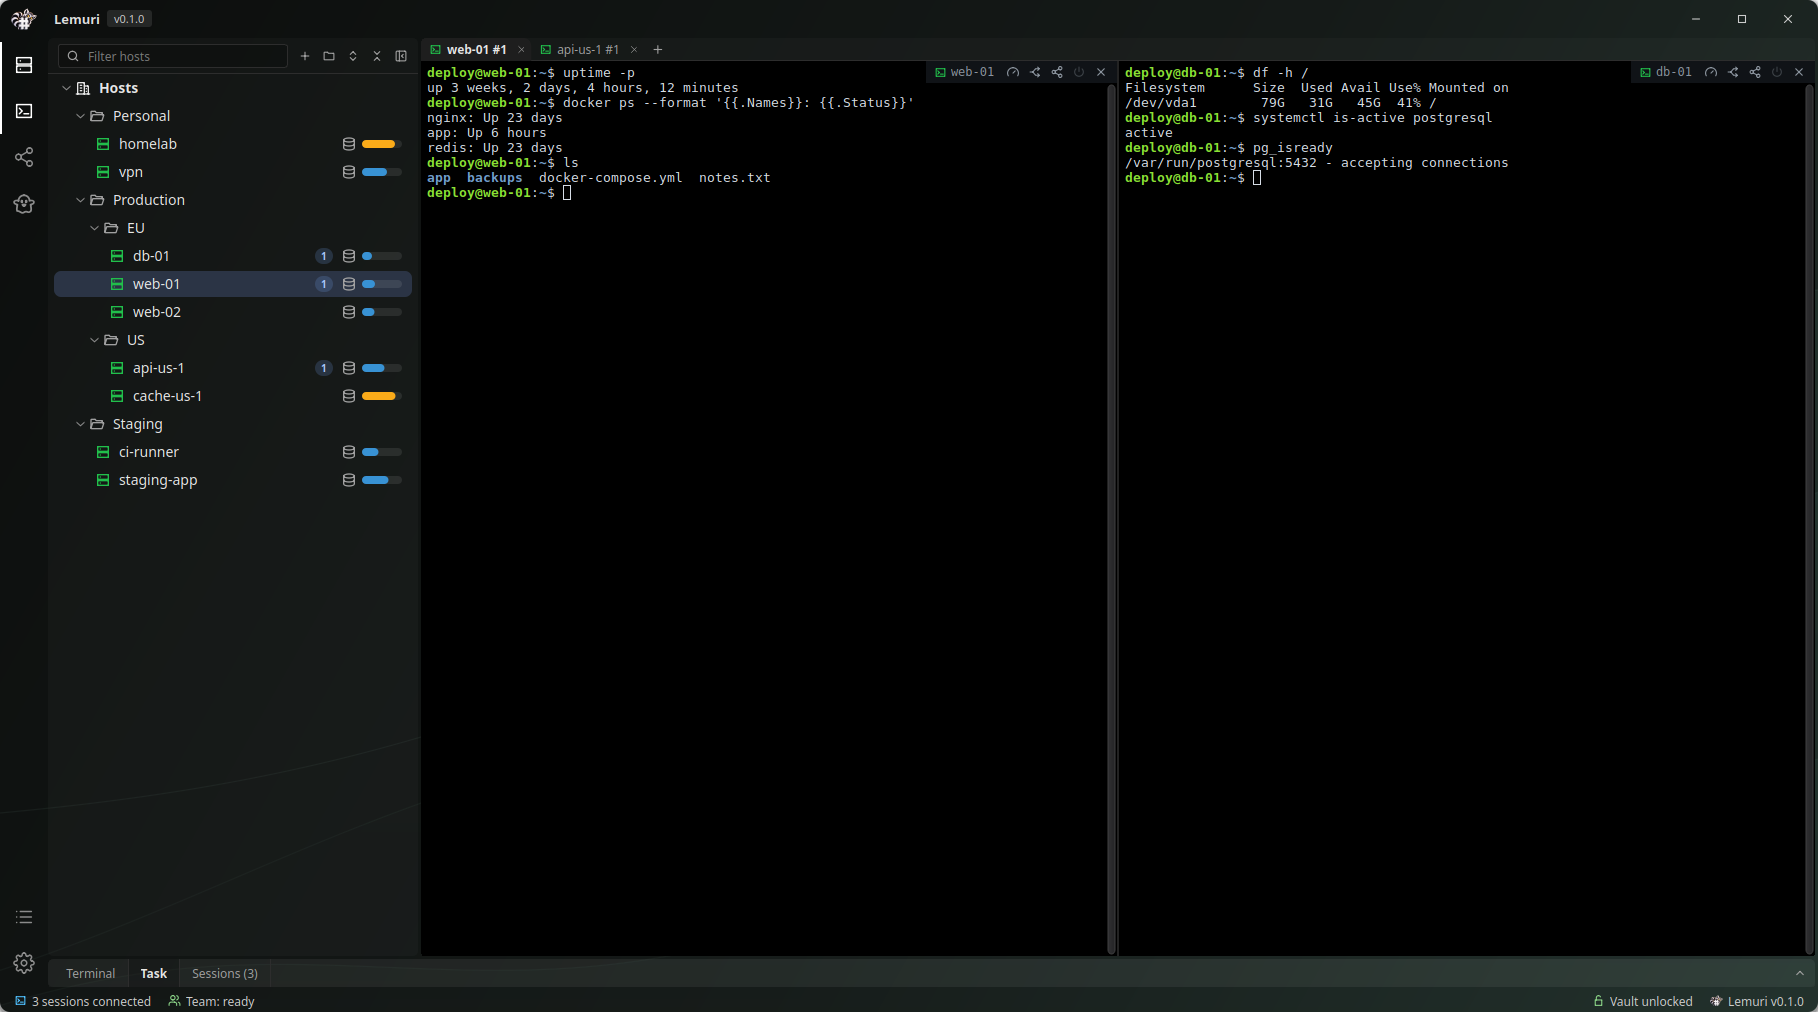 Lemuri v0.1.0
Filter hosts
Hosts
Personal
homelab
vpn
Production
EU
db-01 1
web-01 1
web-02
US
api-us-1 1
cache-us-1
Staging
ci-runner
staging-app
web-01 #1
api-us-1 #1
web-01
deploy@web-01:~$ uptime -p
up 3 weeks, 2 days, 4 hours, 12 minutes
deploy@web-01:~$ docker ps --format '{{.Names}}: {{.Status}}'
nginx: Up 23 days
app: Up 6 hours
redis: Up 23 days
deploy@web-01:~$ ls
app backups docker-compose.yml notes.txt
deploy@web-01:~$
db-01
deploy@db-01:~$ df -h /
Filesystem Size Used Avail Use% Mounted on
/dev/vda1 79G 31G 45G 41% /
deploy@db-01:~$ systemctl is-active postgresql
active
deploy@db-01:~$ pg_isready
/var/run/postgresql:5432 - accepting connections
deploy@db-01:~$
Terminal Task Sessions (3)
3 sessions connected Team: ready Vault unlocked Lemuri v0.1.0